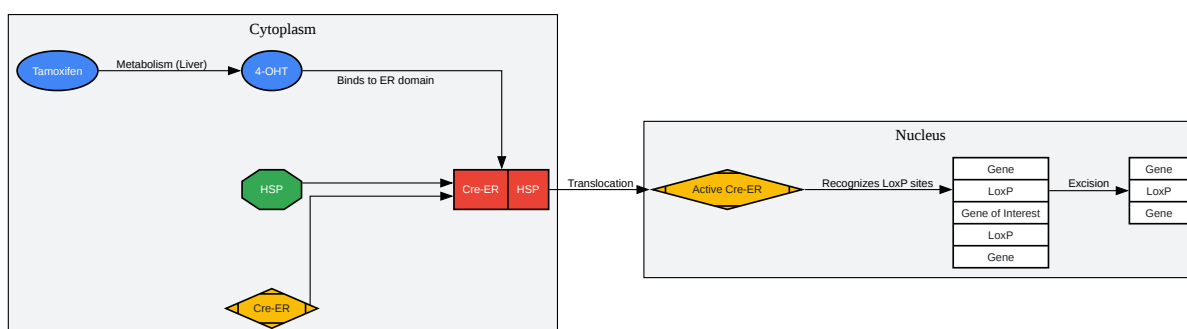 Cytoplasm
Tamoxifen
Metabolism (Liver)
4-OHT
Binds to ER domain
HSP
Cre-ER
HSP
Cre-ER
Translocation
Nucleus
Active Cre-ER
Recognizes LoxP sites
Gene
LoxP
Gene of Interest
LoxP
Gene
Excision
Gene
LoxP
Gene